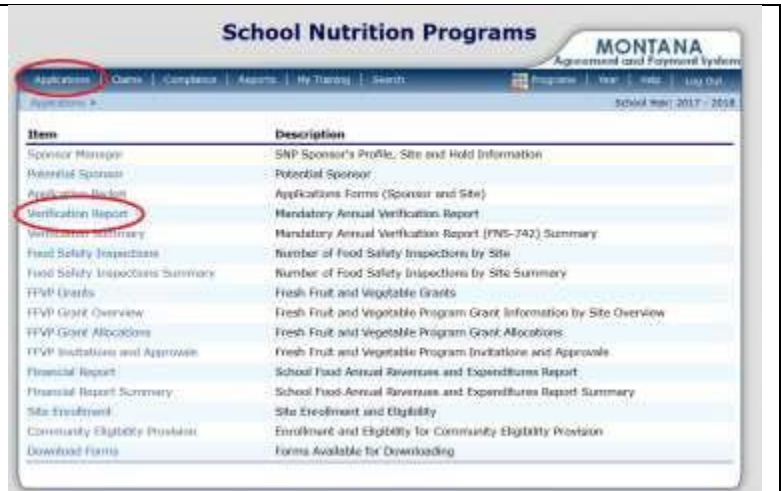 School Nutrition Programs
MONTANA
Agreement and Payment System
Applications | Claims | Compliance | Reports | My Training | Search Programs | Year | Help | Log Out
Applications > School Year: 2017 - 2018
Item Description
Sponsor Manager SNP Sponsor's Profile, Site and Hold Information
Potential Sponsor Potential Sponsor
Application Packet Applications Forms (Sponsor and Site)
Verification Report Mandatory Annual Verification Report
Verification Summary Mandatory Annual Verification Report (FNS-742) Summary
Food Safety Inspections Number of Food Safety Inspections by Site
Food Safety Inspections Summary Number of Food Safety Inspections by Site Summary
FFVP Grants Fresh Fruit and Vegetable Grants
FFVP Grant Overview Fresh Fruit and Vegetable Program Grant Information by Site Overview
FFVP Grant Allocations Fresh Fruit and Vegetable Program Grant Allocations
FFVP Invitations and Approvals Fresh Fruit and Vegetable Program Invitations and Approvals
Financial Report School Food Annual Revenues and Expenditures Report
Financial Report Summary School Food Annual Revenues and Expenditures Report Summary
Site Enrollment Site Enrollment and Eligibility
Community Eligibility Provision Enrollment and Eligibility for Community Eligibility Provision
Download Forms Forms Available for Downloading